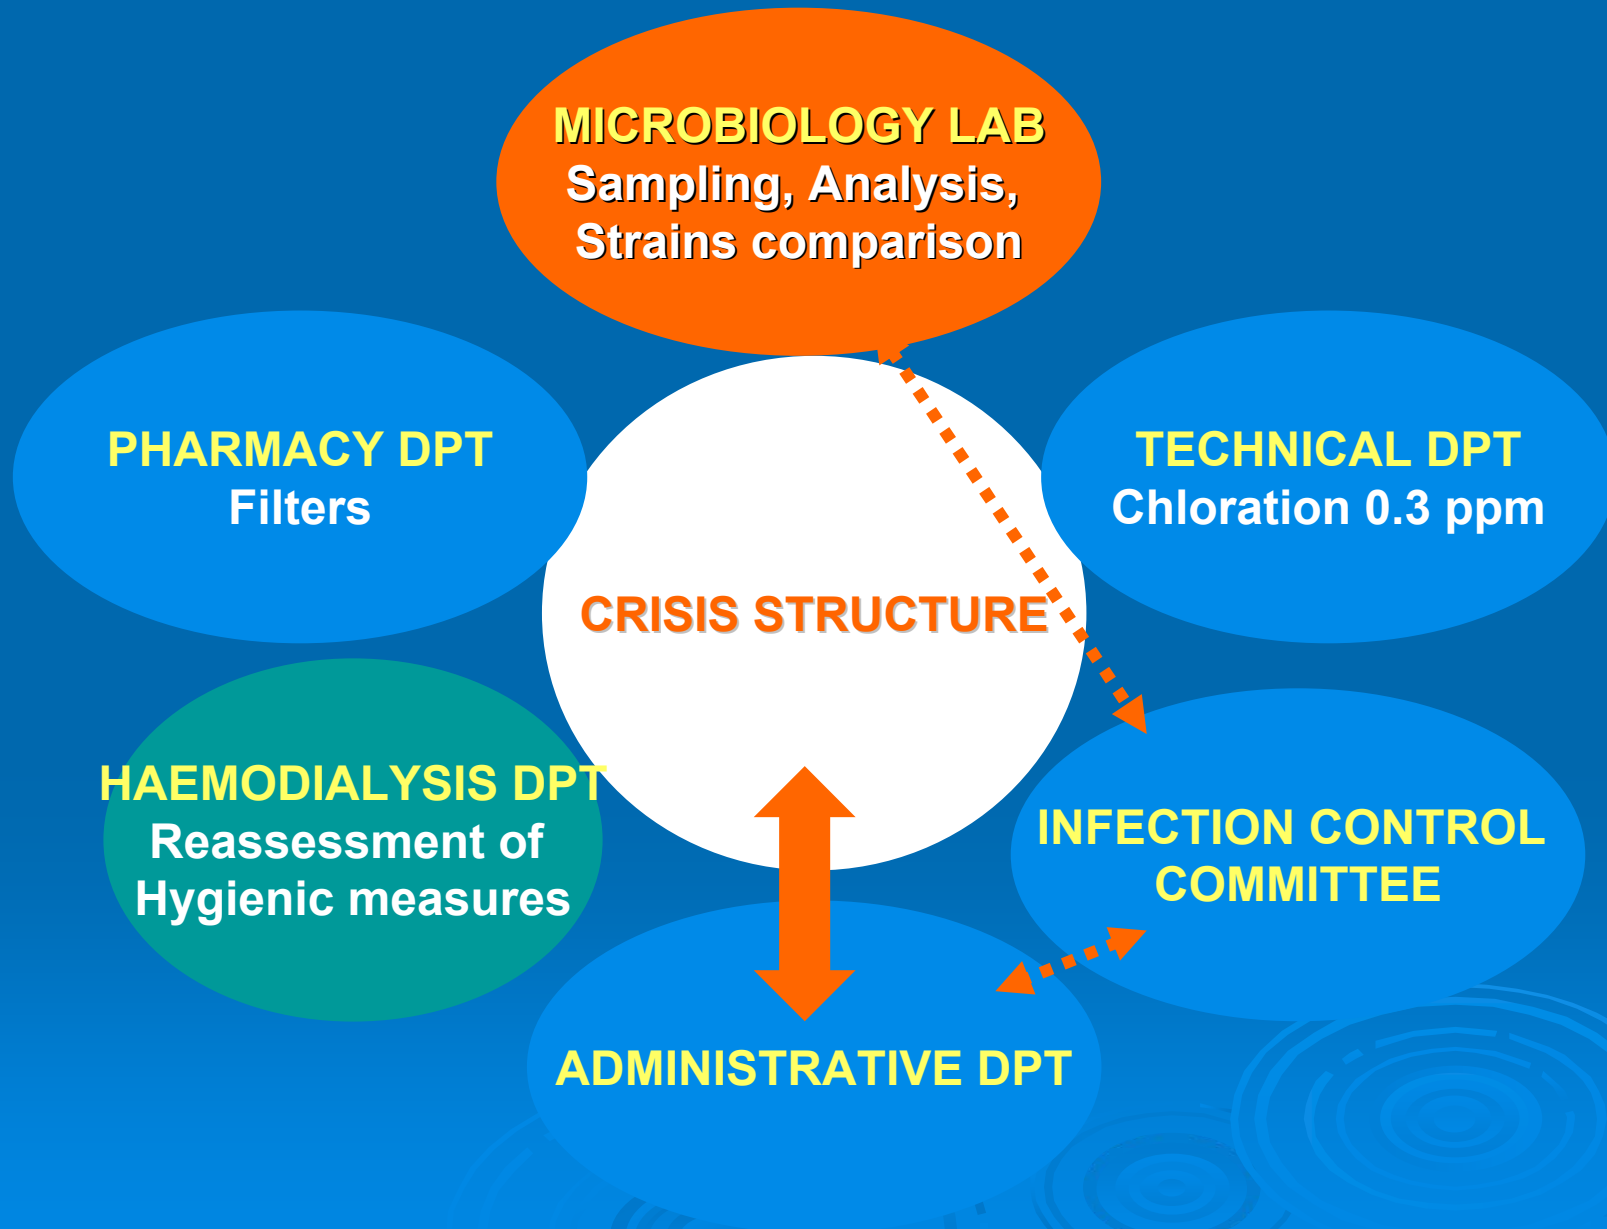 MICROBIOLOGY LAB
Sampling, Analysis,
Strains comparison
PHARMACY DPT
Filters
TECHNICAL DPT
Chloration 0.3 ppm
CRISIS STRUCTURE
HAEMODIALYSIS DPT
Reassessment of
Hygienic measures
INFECTION CONTROL
COMMITTEE
ADMINISTRATIVE DPT